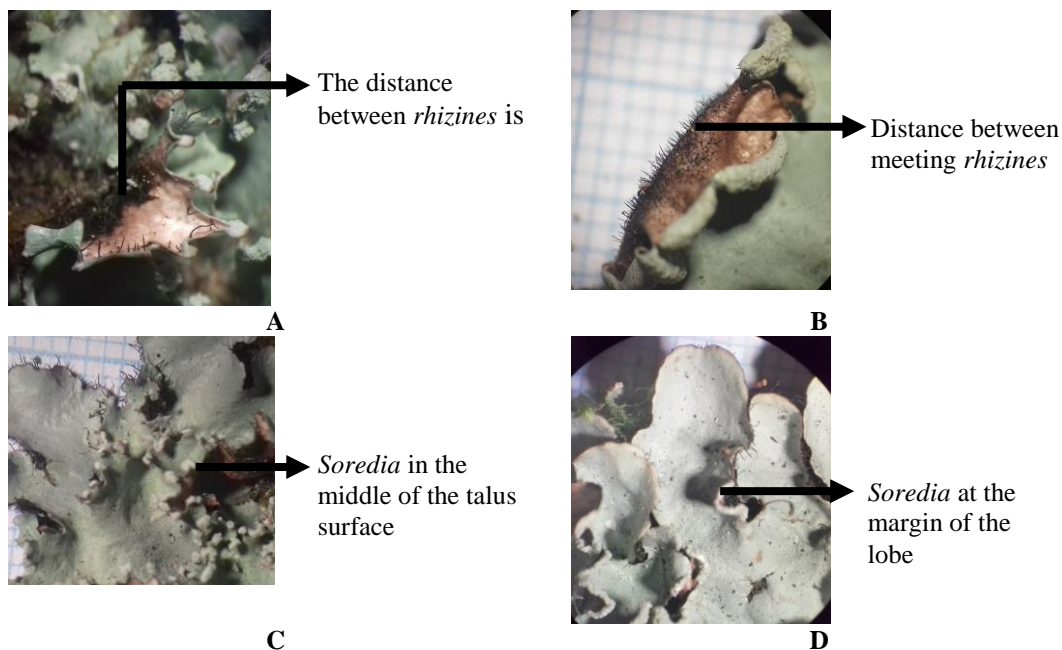 The distance
between rhizines is
A
Distance between
meeting rhizines
B
Soredia in the
middle of the talus
surface
C
Soredia at the
margin of the
lobe
D